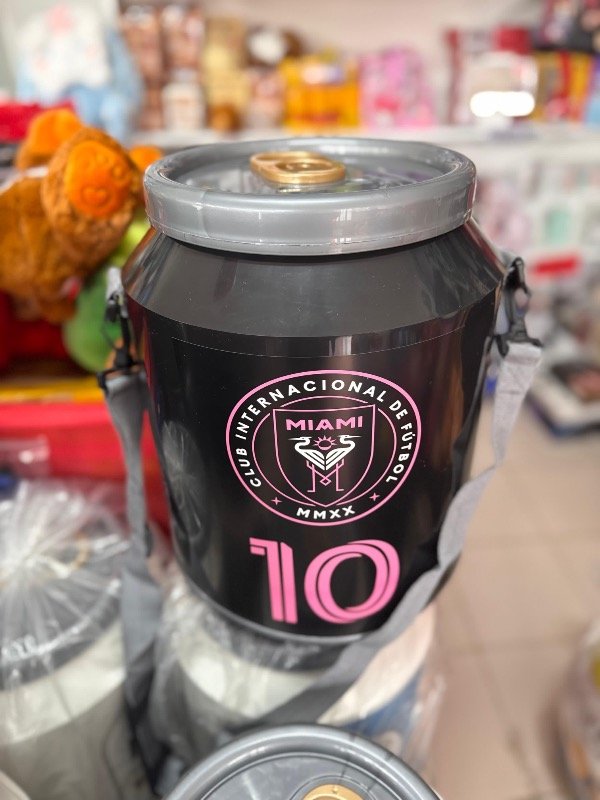 CLUB INTERNACIONAL DE FÚTBOL
MIAMI
MMXX
10